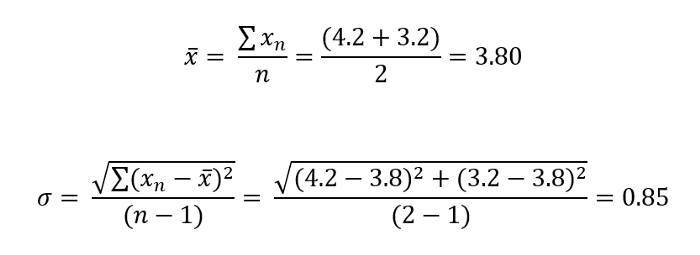 x̄ = ∑ xₙ / n = (4.2 + 3.2) / 2 = 3.80
σ = √∑(xₙ − x̄)² / (n − 1) = √(4.2 − 3.8)² + (3.2 − 3.8)² / (2 − 1) = 0.85